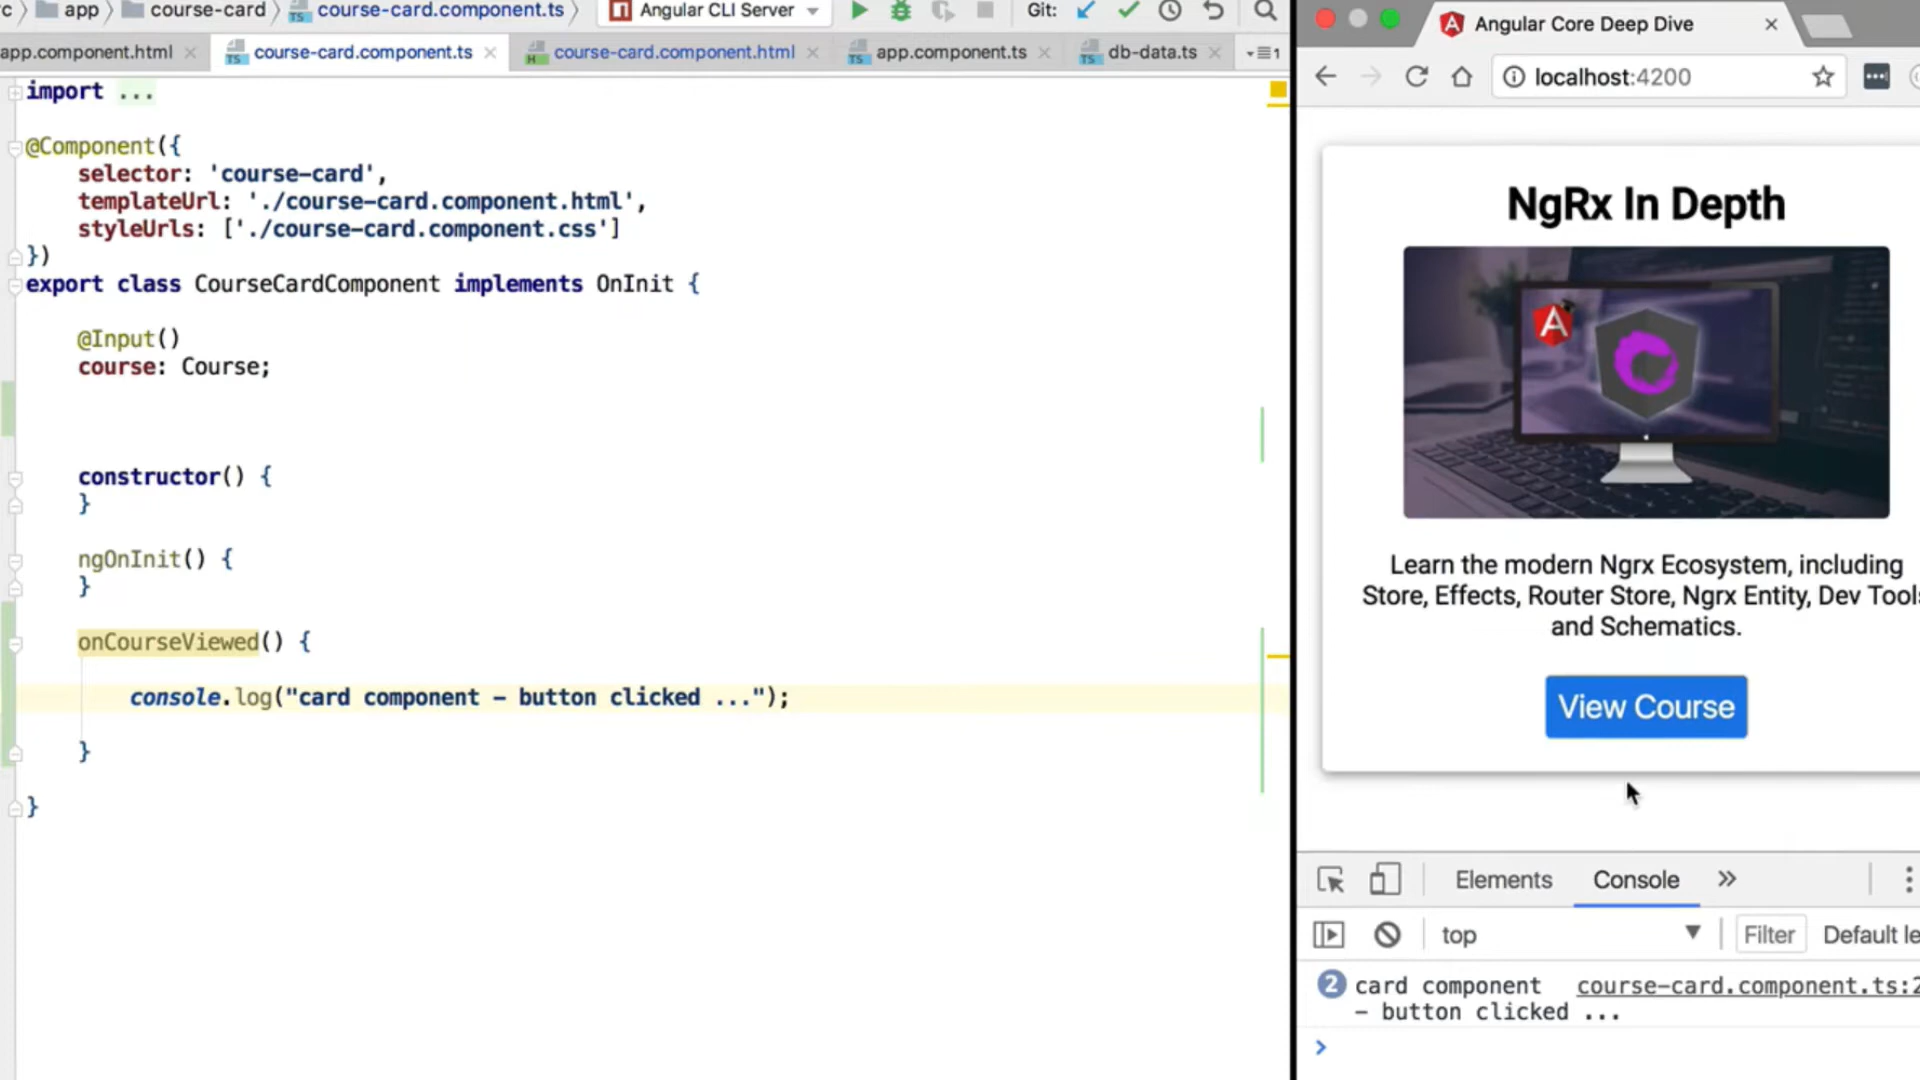 app
course-card
course-card.component.ts
Angular CLI Server
Git:
app.component.html
course-card.component.ts
course-card.component.html
app.component.ts
db-data.ts
import ...
@Component({
selector: 'course-card',
templateUrl: './course-card.component.html',
styleUrls: ['./course-card.component.css']
})
export class CourseCardComponent implements OnInit {
@Input()
course: Course;
constructor() {
}
ngOnInit() {
}
onCourseViewed() {
console.log("card component – button clicked ...");
}
}
Angular Core Deep Dive
localhost:4200
NgRx In Depth
Learn the modern Ngrx Ecosystem, including
Store, Effects, Router Store, Ngrx Entity, Dev Tools
and Schematics.
View Course
Elements
Console
top
Filter
Default le
2
card component
course-card.component.ts:2
– button clicked ...